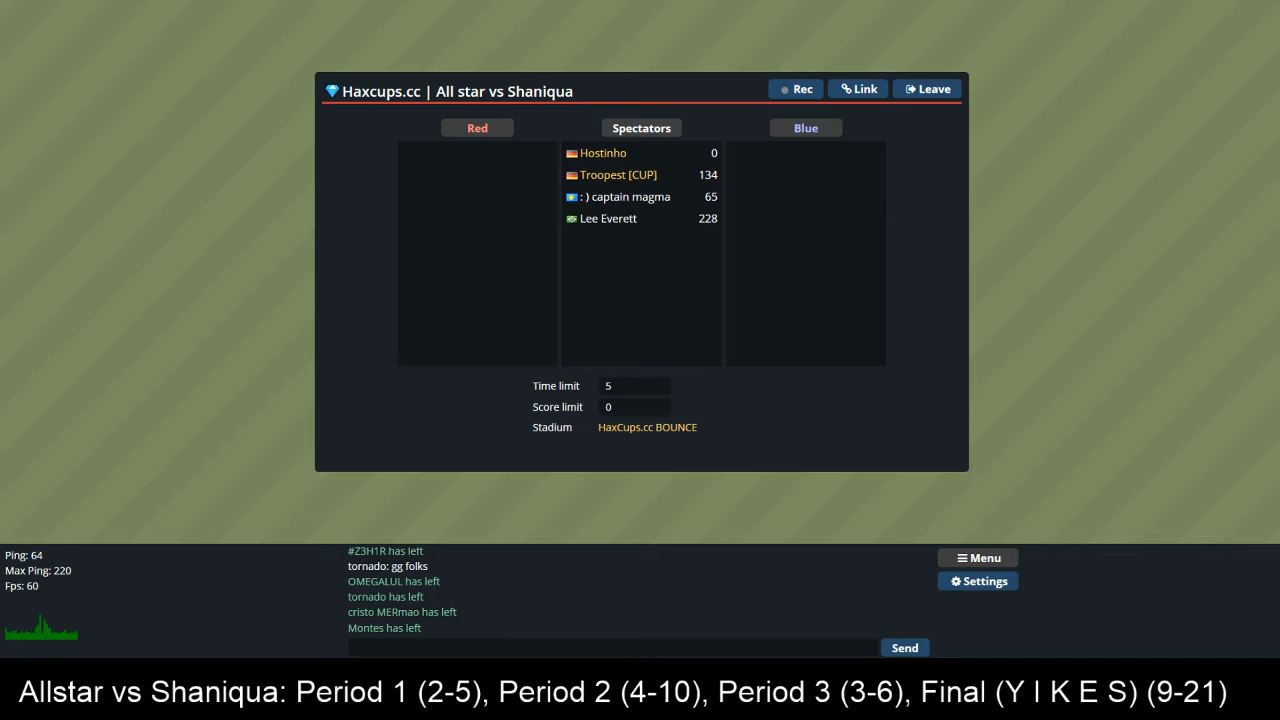 Haxcups.cc | All star vs Shaniqua
Rec
Link
Leave
Red
Spectators
Blue
Hostinho 0
Troopest [CUP] 134
: ) captain magma 65
Lee Everett 228
Time limit 5
Score limit 0
Stadium HaxCups.cc BOUNCE
Ping: 64
Max Ping: 220
Fps: 60
#Z3H1R has left
tornado: gg folks
OMEGALUL has left
tornado has left
cristo MERmao has left
Montes has left
Menu
Settings
Send
Allstar vs Shaniqua: Period 1 (2-5), Period 2 (4-10), Period 3 (3-6), Final (Y I K E S) (9-21)